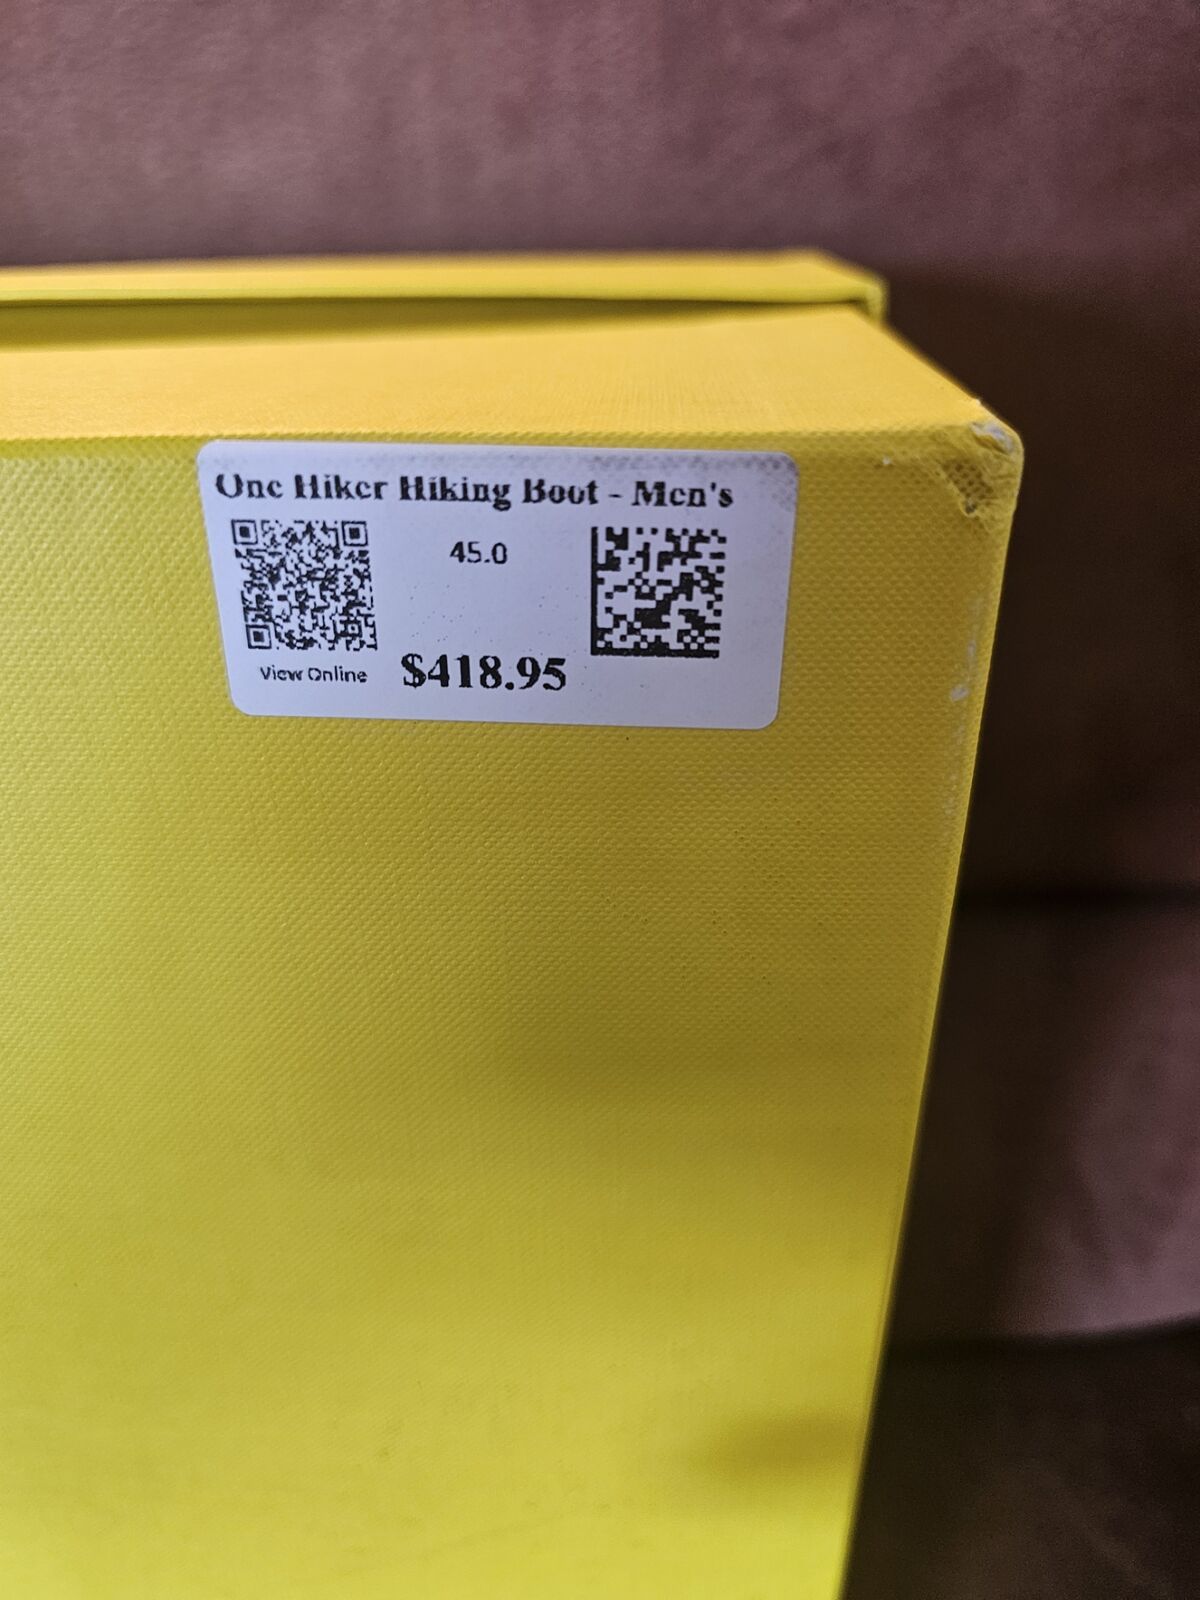 One Hiker Hiking Boot - Men's
45.0
View Online
$418.95